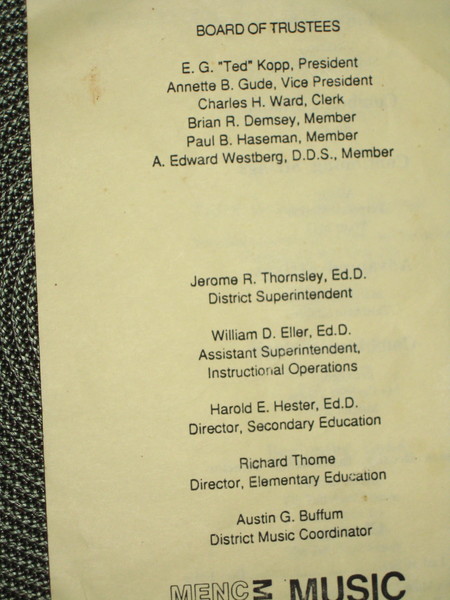 BOARD OF TRUSTEES
E. G. "Ted" Kopp, President
Annette B. Gude, Vice President
Charles H. Ward, Clerk
Brian R. Demsey, Member
Paul B. Haseman, Member
A. Edward Westberg, D.D.S., Member
Jerome R. Thornsley, Ed.D.
District Superintendent
William D. Eller, Ed.D.
Assistant Superintendent,
Instructional Operations
Harold E. Hester, Ed.D.
Director, Secondary Education
Richard Thome
Director, Elementary Education
Austin G. Buffum
District Music Coordinator
MENC MUSIC